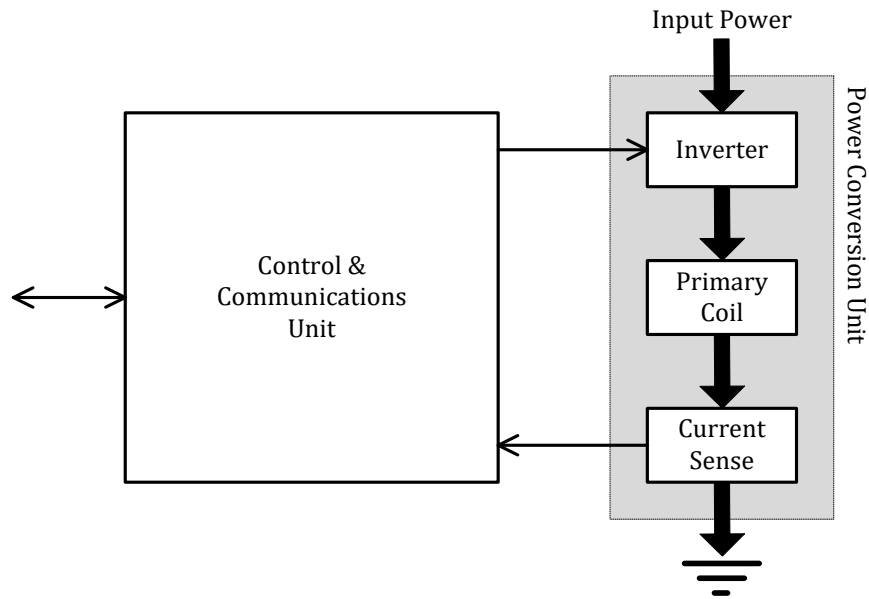 Input Power
Inverter
Control &
Communications
Unit
Primary
Coil
Current
Sense
Power Conversion Unit